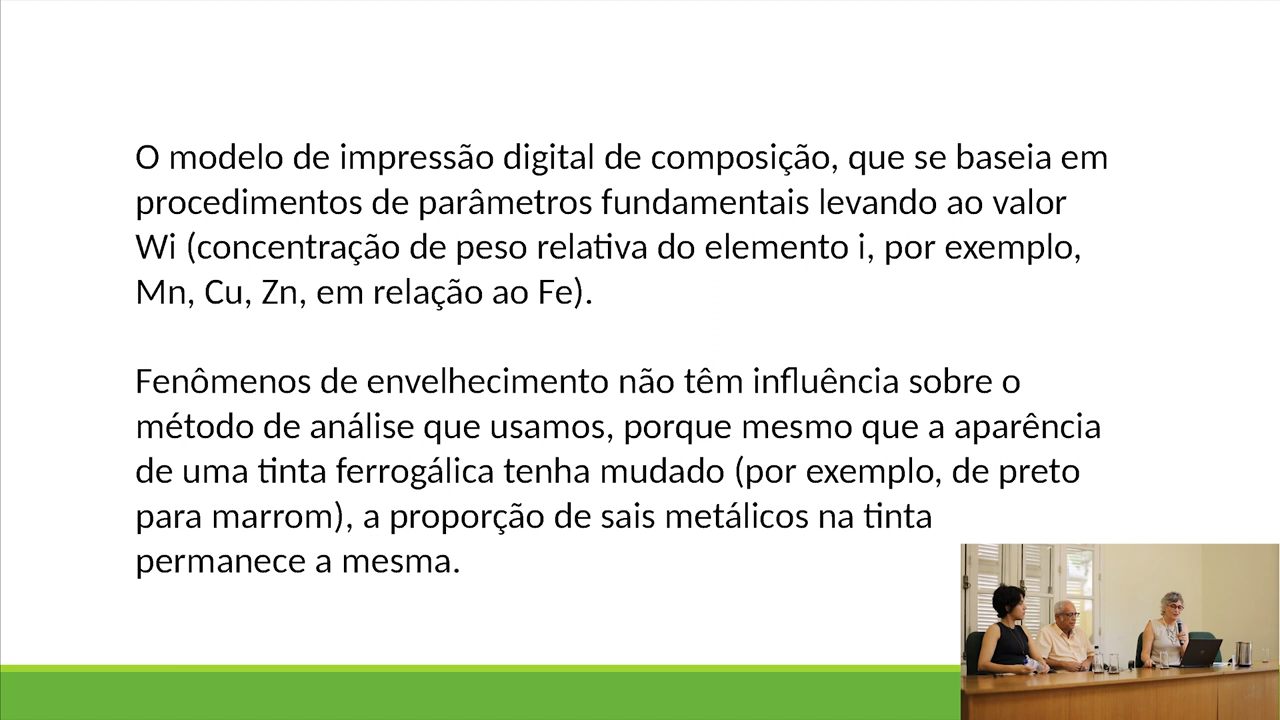 O modelo de impressão digital de composição, que se baseia em
procedimentos de parâmetros fundamentais levando ao valor
Wi (concentração de peso relativa do elemento i, por exemplo,
Mn, Cu, Zn, em relação ao Fe).
Fenômenos de envelhecimento não têm influência sobre o
método de análise que usamos, porque mesmo que a aparência
de uma tinta ferrogálica tenha mudado (por exemplo, de preto
para marrom), a proporção de sais metálicos na tinta
permanece a mesma.